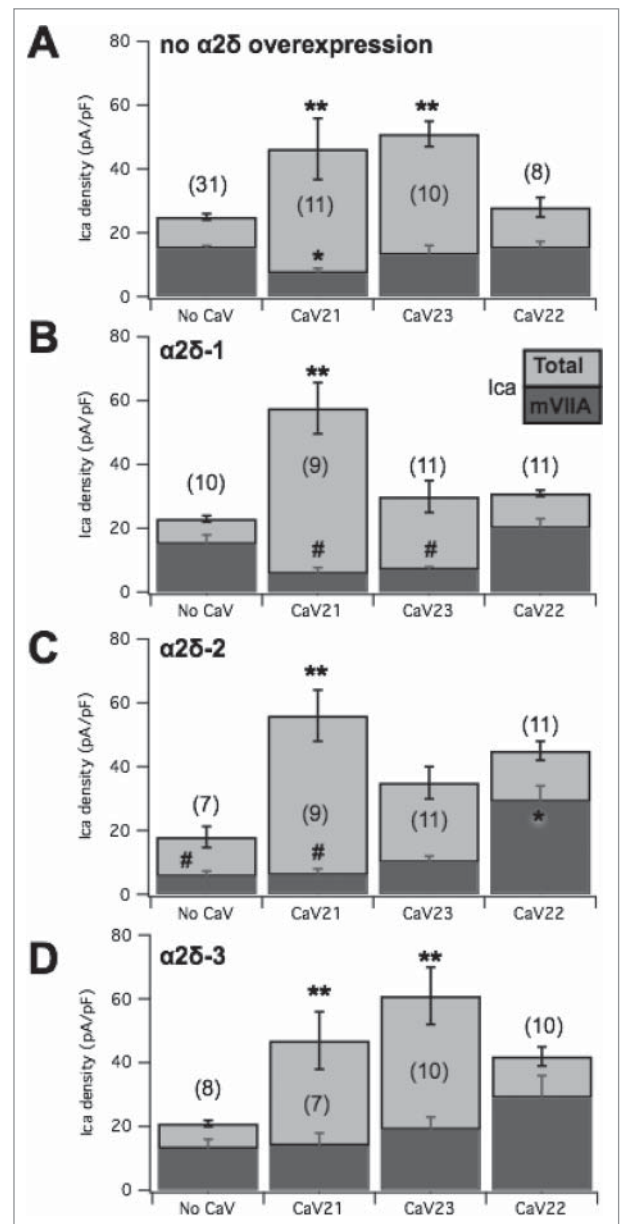 A
no α2δ overexpression
Ica density (pA/pF)
80
60
40
20
0
(31)
**
(11)
*
**
(10)
(8)
No CaV
CaV21
CaV23
CaV22
B
α2δ-1
Ica density (pA/pF)
80
60
40
20
0
(10)
**
(9)
#
(11)
#
(11)
Ica
Total
mVIIA
No CaV
CaV21
CaV23
CaV22
C
α2δ-2
Ica density (pA/pF)
80
60
40
20
0
(7)
#
**
(9)
#
(11)
(11)
*
No CaV
CaV21
CaV23
CaV22
D
α2δ-3
Ica density (pA/pF)
80
60
40
20
0
(8)
**
(7)
**
(10)
(10)
No CaV
CaV21
CaV23
CaV22